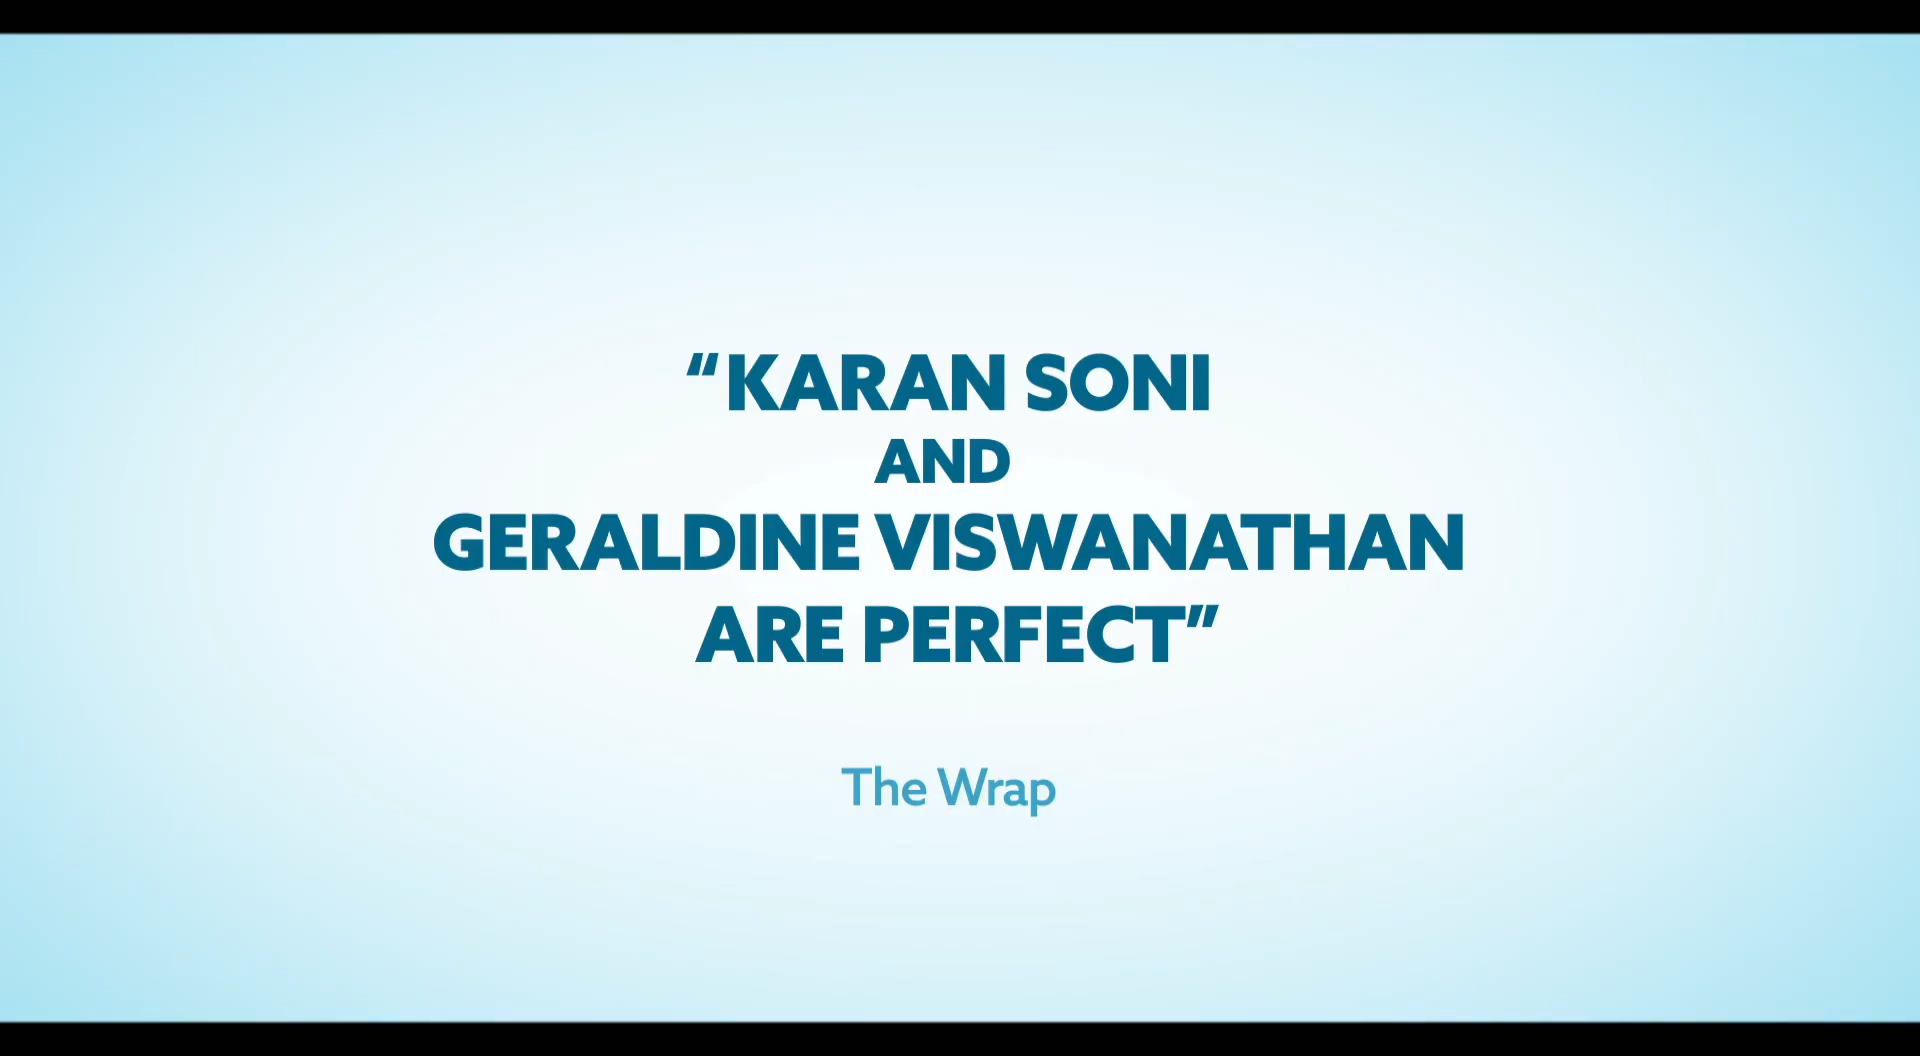 “KARAN SONI
AND
GERALDINE VISWANATHAN
ARE PERFECT”
The Wrap